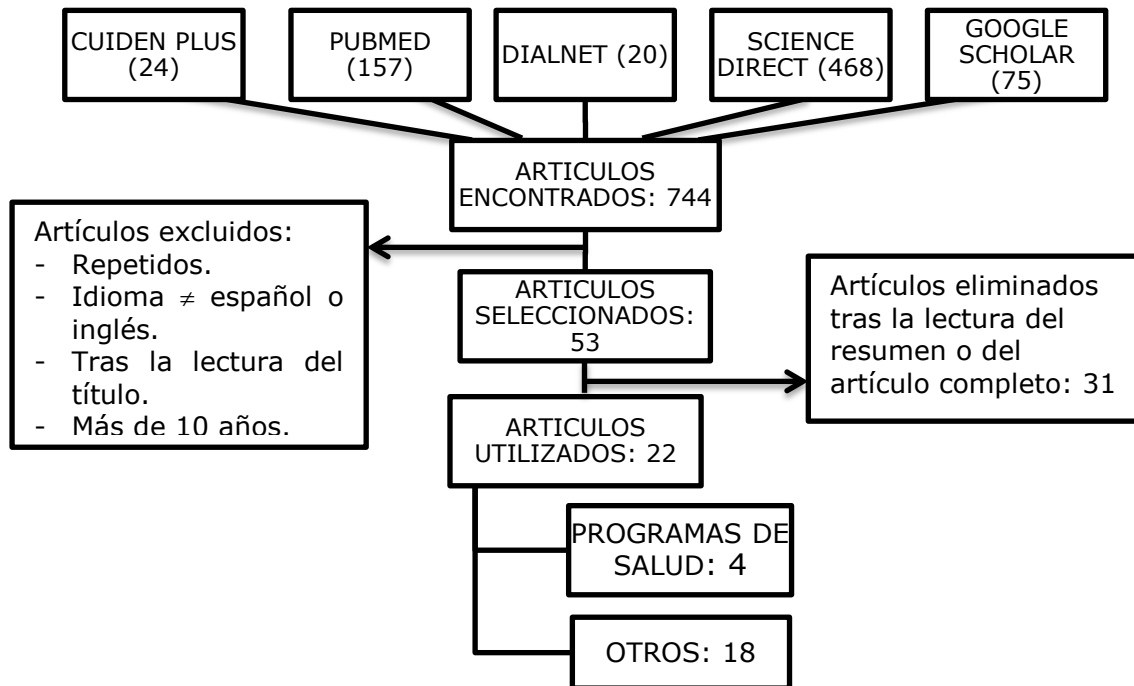 CUIDEN PLUS
(24)
PUBMED
(157)
DIALNET (20)
SCIENCE
DIRECT (468)
GOOGLE
SCHOLAR
(75)
ARTICULOS
ENCONTRADOS: 744
Artículos excluidos:
- Repetidos.
- Idioma ≠ español o
inglés.
- Tras la lectura del
título.
- Más de 10 años.
ARTICULOS
SELECCIONADOS:
53
Artículos eliminados
tras la lectura del
resumen o del
artículo completo: 31
ARTICULOS
UTILIZADOS: 22
PROGRAMAS DE
SALUD: 4
OTROS: 18